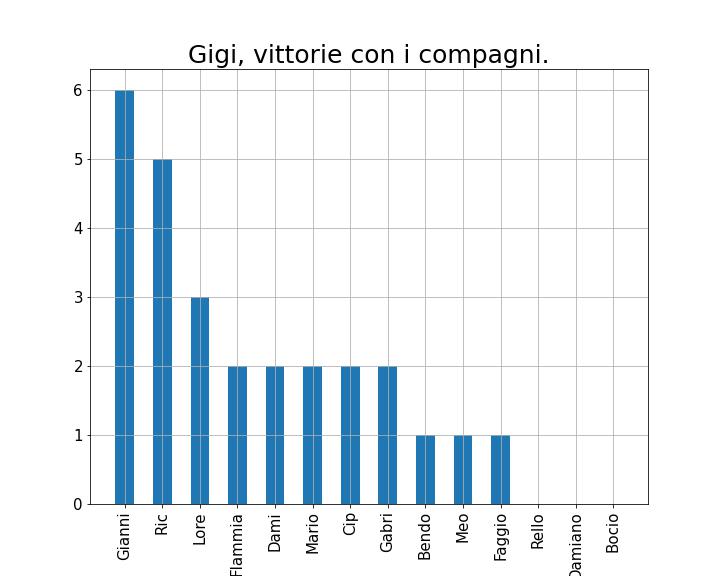 Gigi, vittorie con i compagni.
6
5
4
3
2
1
0
Gianni
Ric
Lore
Flammia
Dami
Mario
Cip
Gabri
Bendo
Meo
Faggio
Rello
Damiano
Bocio